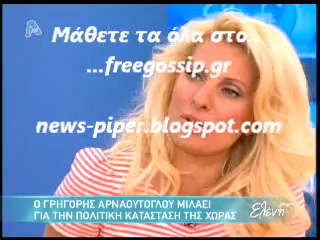 Μάθετε τα όλα στο...
...freegossip.gr
news-piper.blogspot.com
Ο ΓΡΗΓΟΡΗΣ ΑΡΝΑΟΥΤΟΓΛΟΥ ΜΙΛΑΕΙ
ΓΙΑ ΤΗΝ ΠΟΛΙΤΙΚΗ ΚΑΤΑΣΤΑΣΗ ΤΗΣ ΧΩΡΑΣ
Ελένη